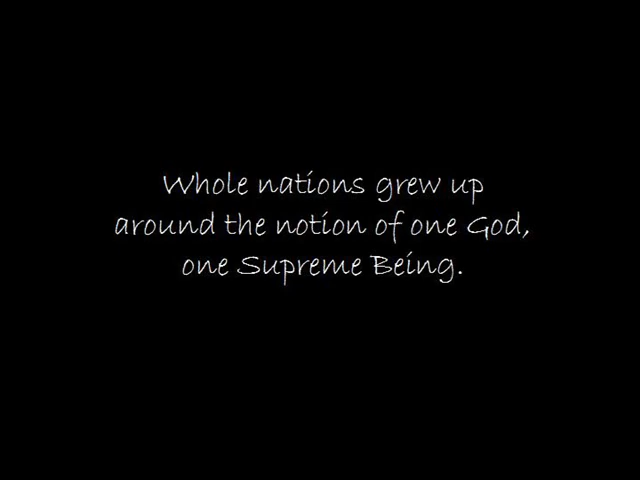 Whole nations grew up
around the notion of one God,
one Supreme Being.